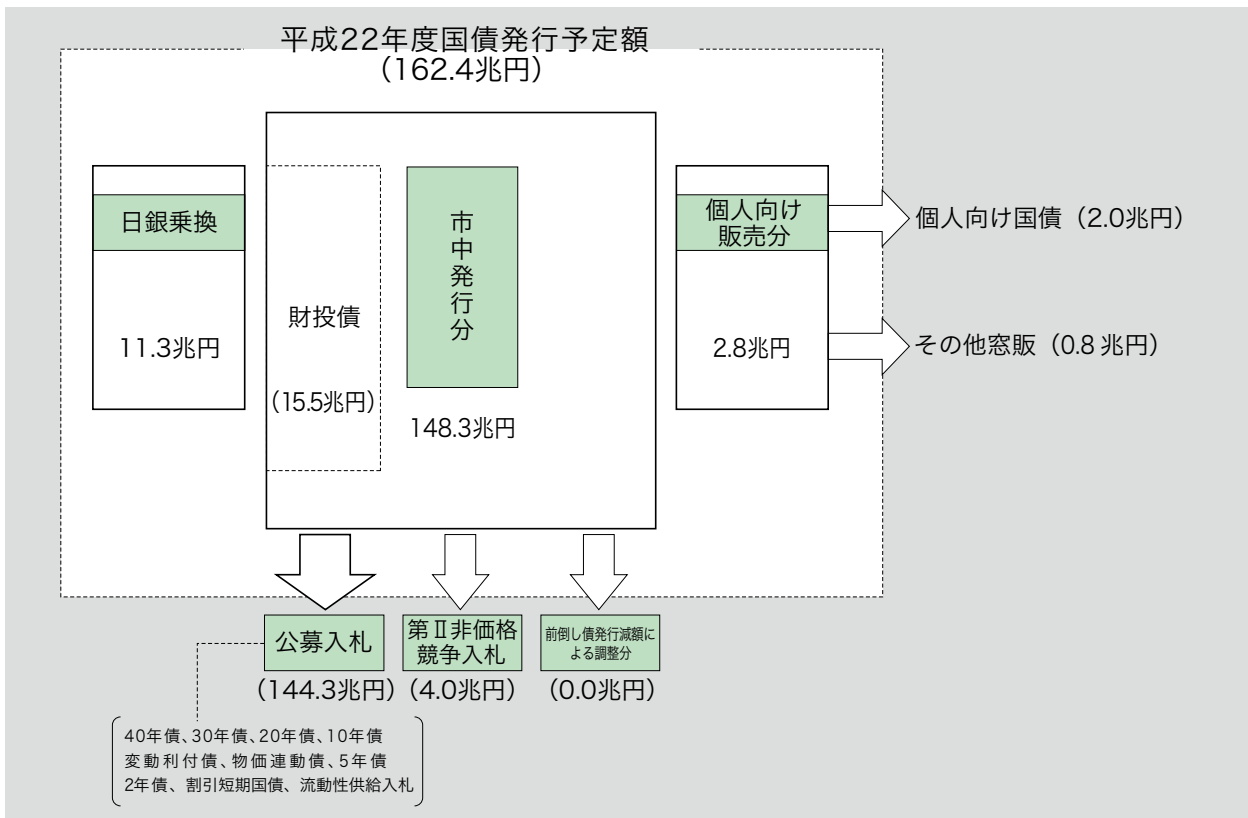 平成22年度国債発行予定額
（162.4兆円）
日銀乗換
11.3兆円
財投債
（15.5兆円）
市中発行分
148.3兆円
個人向け
販売分
2.8兆円
個人向け国債（2.0兆円）
その他窓販（0.8 兆円）
公募入札
（144.3兆円）
第Ⅱ非価格
競争入札
（4.0兆円）
前倒し債発行減額に
よる調整分
（0.0兆円）
40年債、30年債、20年債、10年債
変動利付債、物価連動債、5年債
2年債、割引短期国債、流動性供給入札